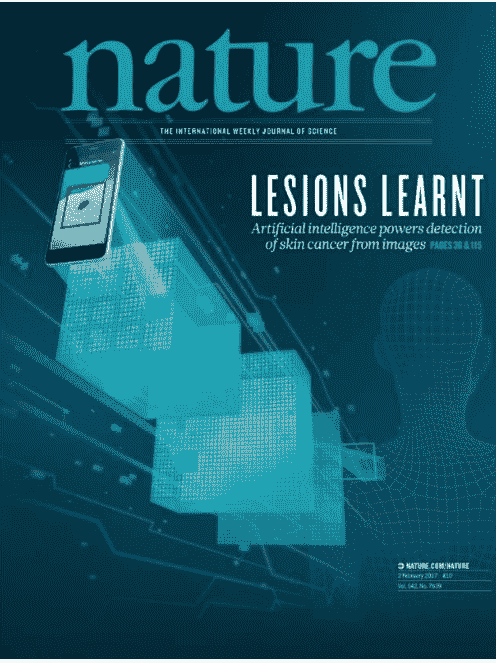 nature
THE INTERNATIONAL WEEKLY JOURNAL OF SCIENCE
LESIONS LEARNT
Artificial intelligence powers detection
of skin cancer from images PAGES 36 & 115
NATURE.COM/NATURE
2 February 2017 £10
Vol. 542, No. 7639